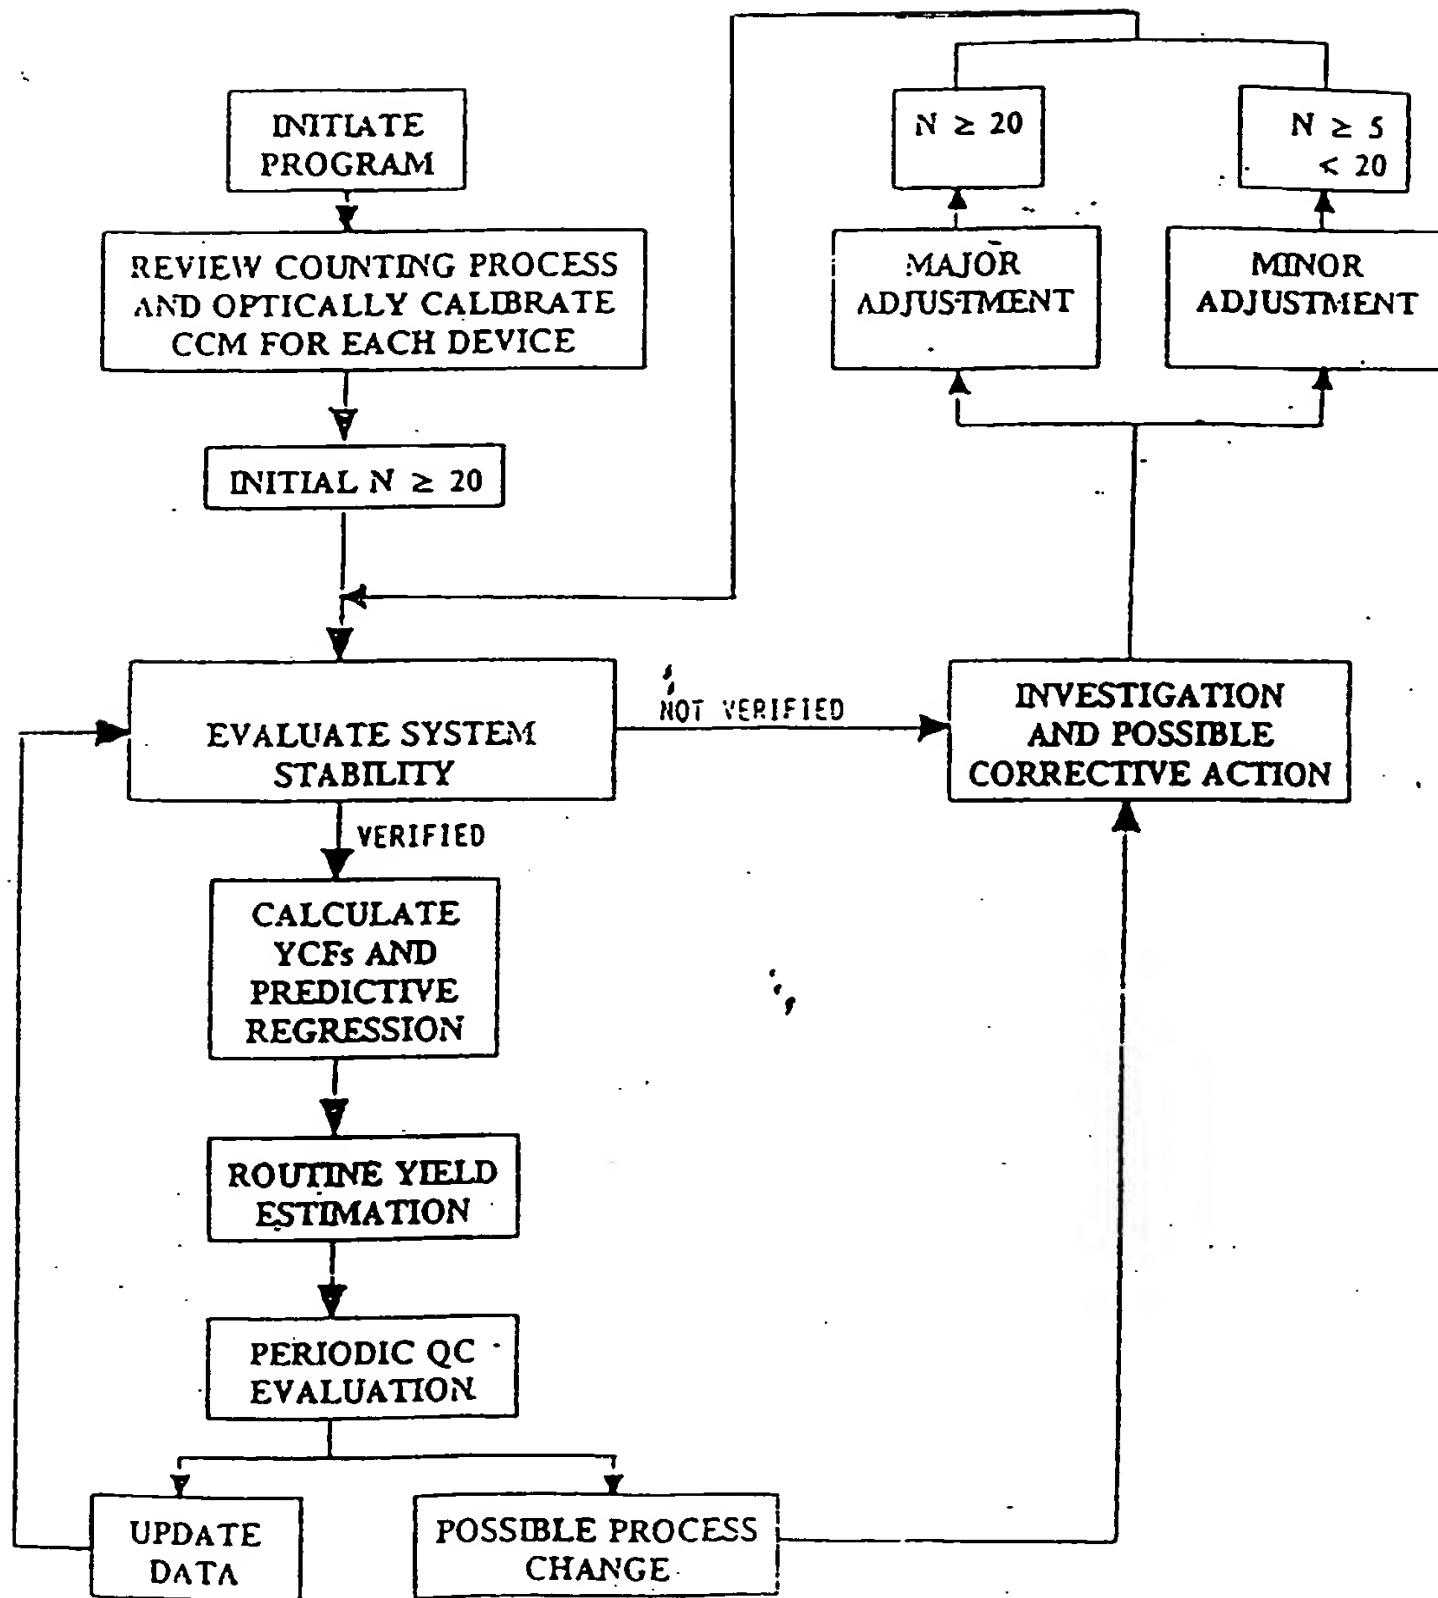 INITIATE
PROGRAM
REVIEW COUNTING PROCESS
AND OPTICALLY CALIBRATE
CCM FOR EACH DEVICE
INITIAL N ≥ 20
N ≥ 20
N ≥ 5
< 20
MAJOR
ADJUSTMENT
MINOR
ADJUSTMENT
EVALUATE SYSTEM
STABILITY
NOT VERIFIED
INVESTIGATION
AND POSSIBLE
CORRECTIVE ACTION
VERIFIED
CALCULATE
YCFs AND
PREDICTIVE
REGRESSION
ROUTINE YIELD
ESTIMATION
PERIODIC QC
EVALUATION
UPDATE
DATA
POSSIBLE PROCESS
CHANGE